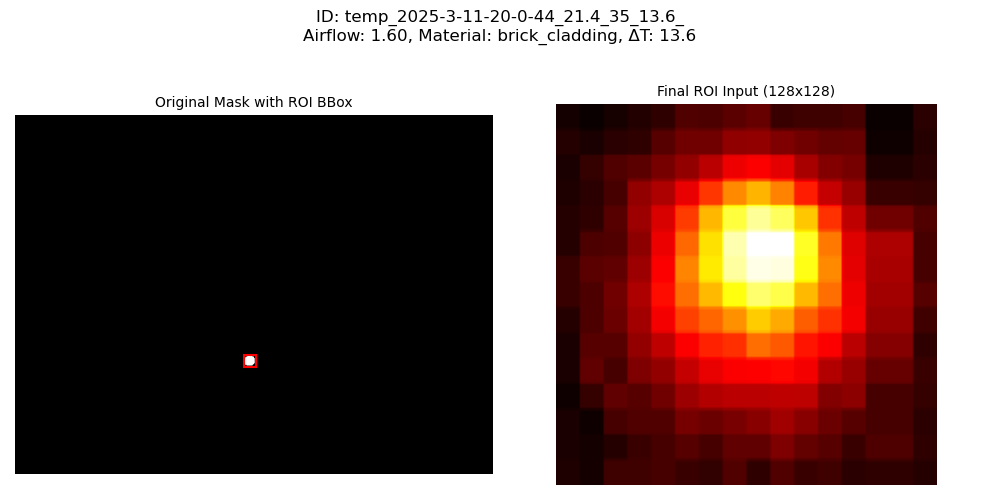 ID: temp_2025-3-11-20-0-44_21.4_35_13.6_
Airflow: 1.60, Material: brick_cladding, ΔT: 13.6
Original Mask with ROI BBox
Final ROI Input (128x128)